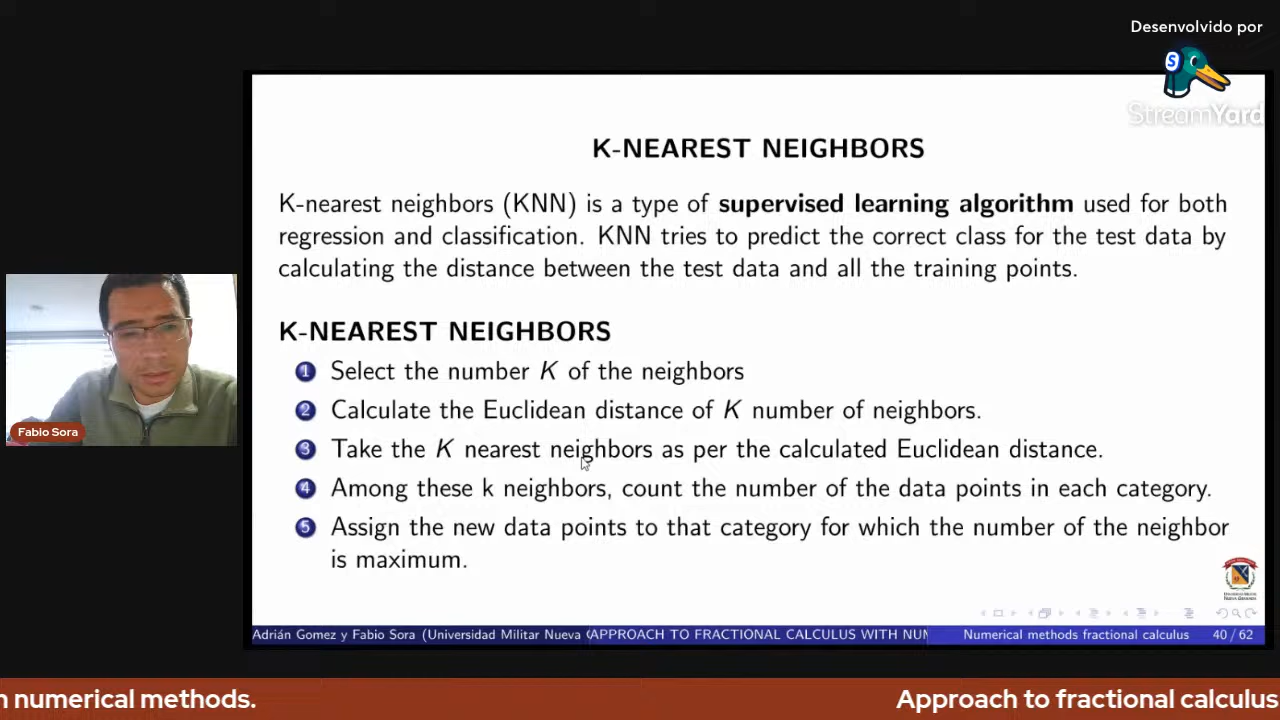 Desenvolvido por
StreamYard
K-NEAREST NEIGHBORS
K-nearest neighbors (KNN) is a type of supervised learning algorithm used for both
regression and classification. KNN tries to predict the correct class for the test data by
calculating the distance between the test data and all the training points.
K-NEAREST NEIGHBORS
1 Select the number K of the neighbors
2 Calculate the Euclidean distance of K number of neighbors.
3 Take the K nearest neighbors as per the calculated Euclidean distance.
4 Among these k neighbors, count the number of the data points in each category.
5 Assign the new data points to that category for which the number of the neighbor
is maximum.
Fabio Sora
Adrián Gomez y Fabio Sora (Universidad Militar Nueva G
APPROACH TO FRACTIONAL CALCULUS WITH NUM
Numerical methods fractional calculus
40 / 62
n numerical methods.
Approach to fractional calculus